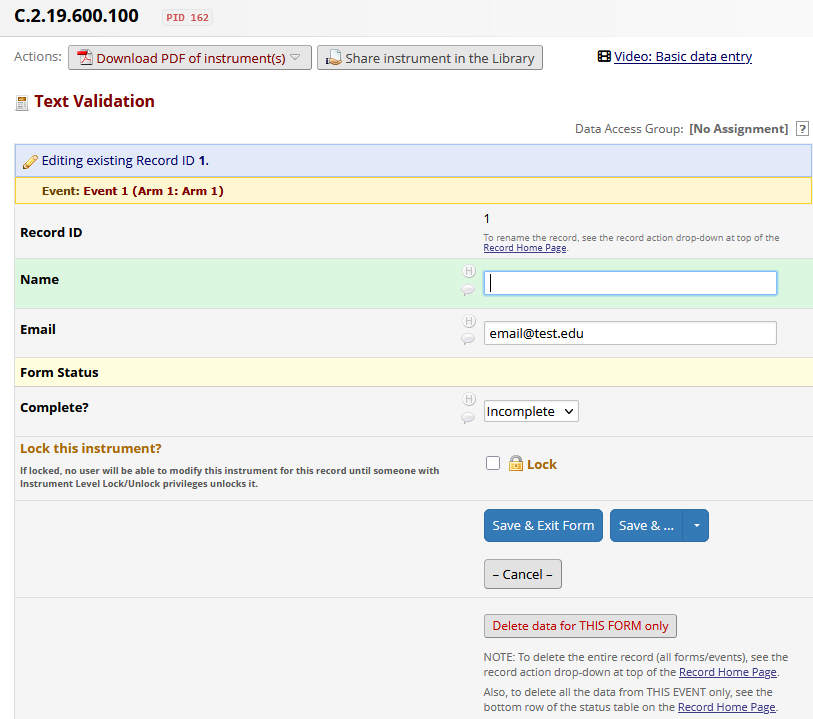 C.2.19.600.100 PID 162
Actions: Download PDF of instrument(s) Share instrument in the Library Video: Basic data entry
Text Validation
Data Access Group: [No Assignment] ?
Editing existing Record ID 1.
Event: Event 1 (Arm 1: Arm 1)
Record ID 1
To rename the record, see the record action drop-down at top of the
Record Home Page.
Name H
Email H email@test.edu
Form Status
Complete? H Incomplete
Lock this instrument?
If locked, no user will be able to modify this instrument for this record until someone with
Instrument Level Lock/Unlock privileges unlocks it.
Lock
Save & Exit Form Save & ...
-- Cancel --
Delete data for THIS FORM only
NOTE: To delete the entire record (all forms/events), see the
record action drop-down at top of the Record Home Page.
Also, to delete all the data from THIS EVENT only, see the
bottom row of the status table on the Record Home Page.